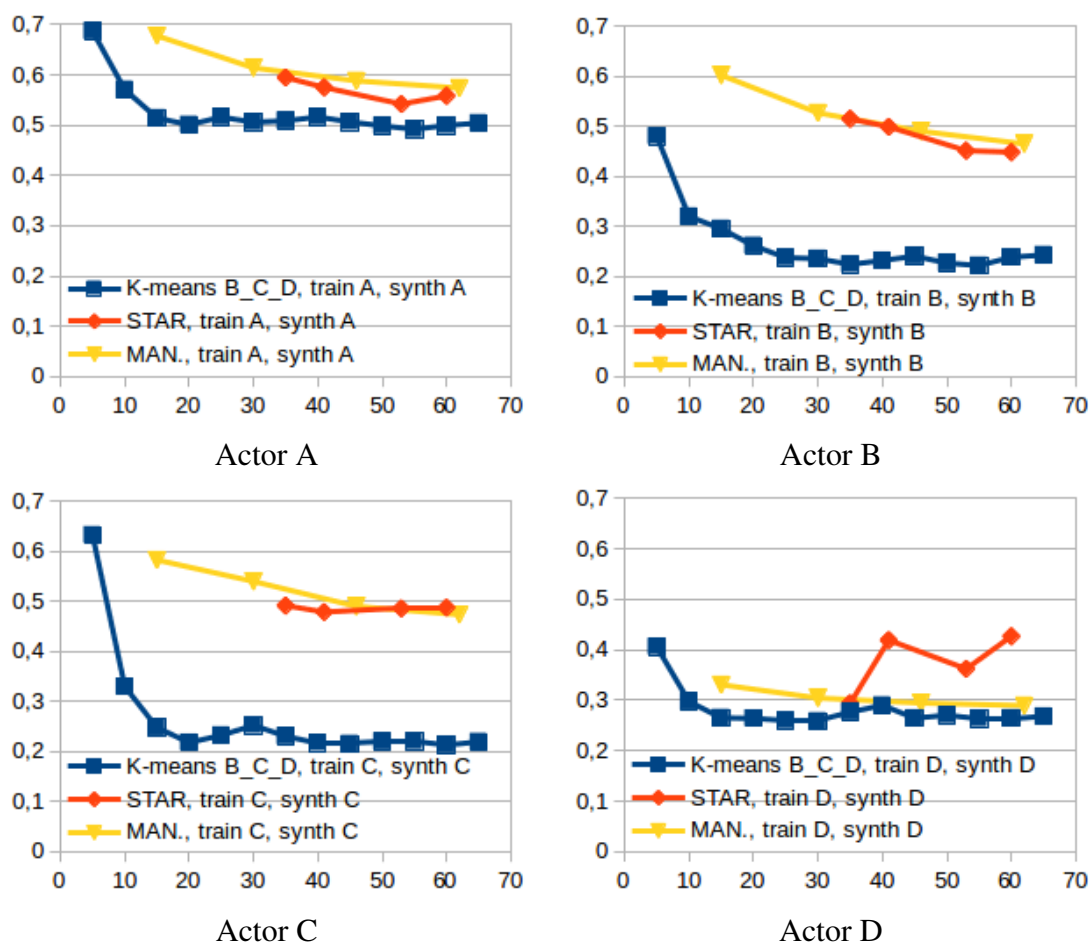 0,7
0,6
0,5
0,4
0,3
0,2
0,1
0
K-means B_C_D, train A, synth A
STAR, train A, synth A
MAN., train A, synth A
0 10 20 30 40 50 60 70
Actor A
0,7
0,6
0,5
0,4
0,3
0,2
0,1
0
K-means B_C_D, train B, synth B
STAR, train B, synth B
MAN., train B, synth B
0 10 20 30 40 50 60 70
Actor B
0,7
0,6
0,5
0,4
0,3
0,2
0,1
0
K-means B_C_D, train C, synth C
STAR, train C, synth C
MAN., train C, synth C
0 10 20 30 40 50 60 70
Actor C
0,7
0,6
0,5
0,4
0,3
0,2
0,1
0
K-means B_C_D, train D, synth D
STAR, train D, synth D
MAN., train D, synth D
0 10 20 30 40 50 60 70
Actor D